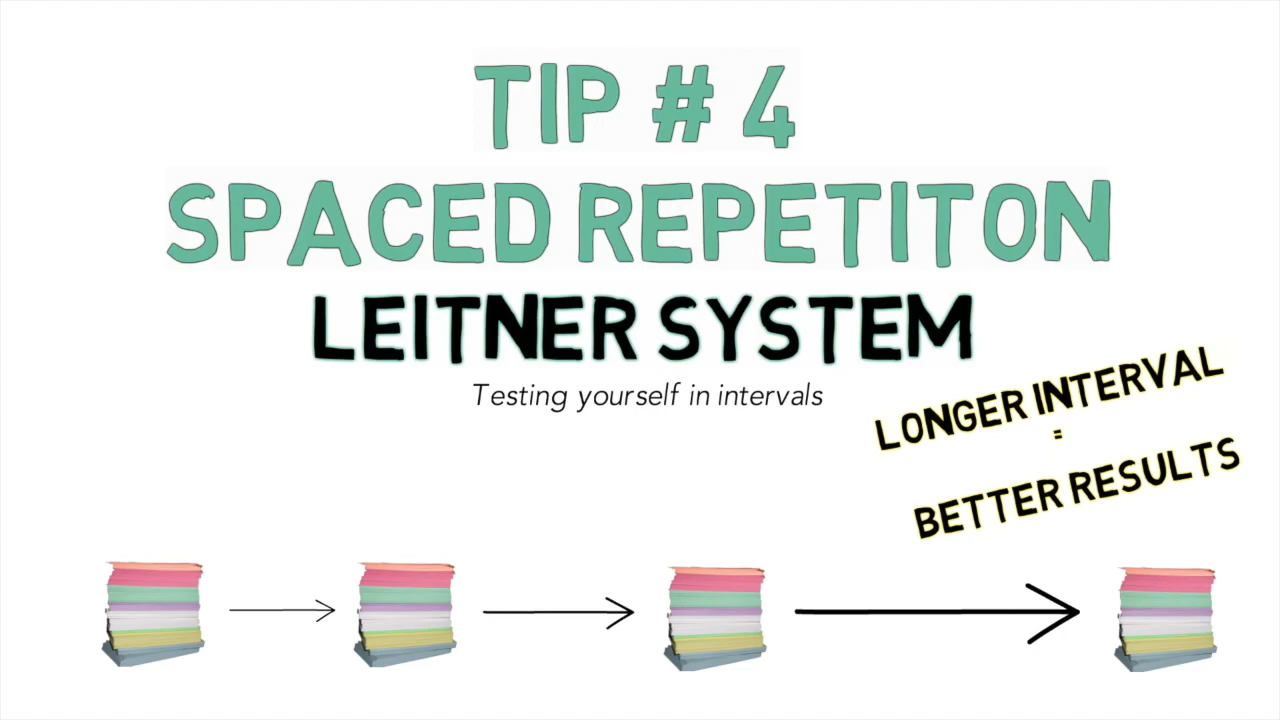 TIP # 4
SPACED REPETITON
LEITNER SYSTEM
Testing yourself in intervals
LONGER INTERVAL
=
BETTER RESULTS